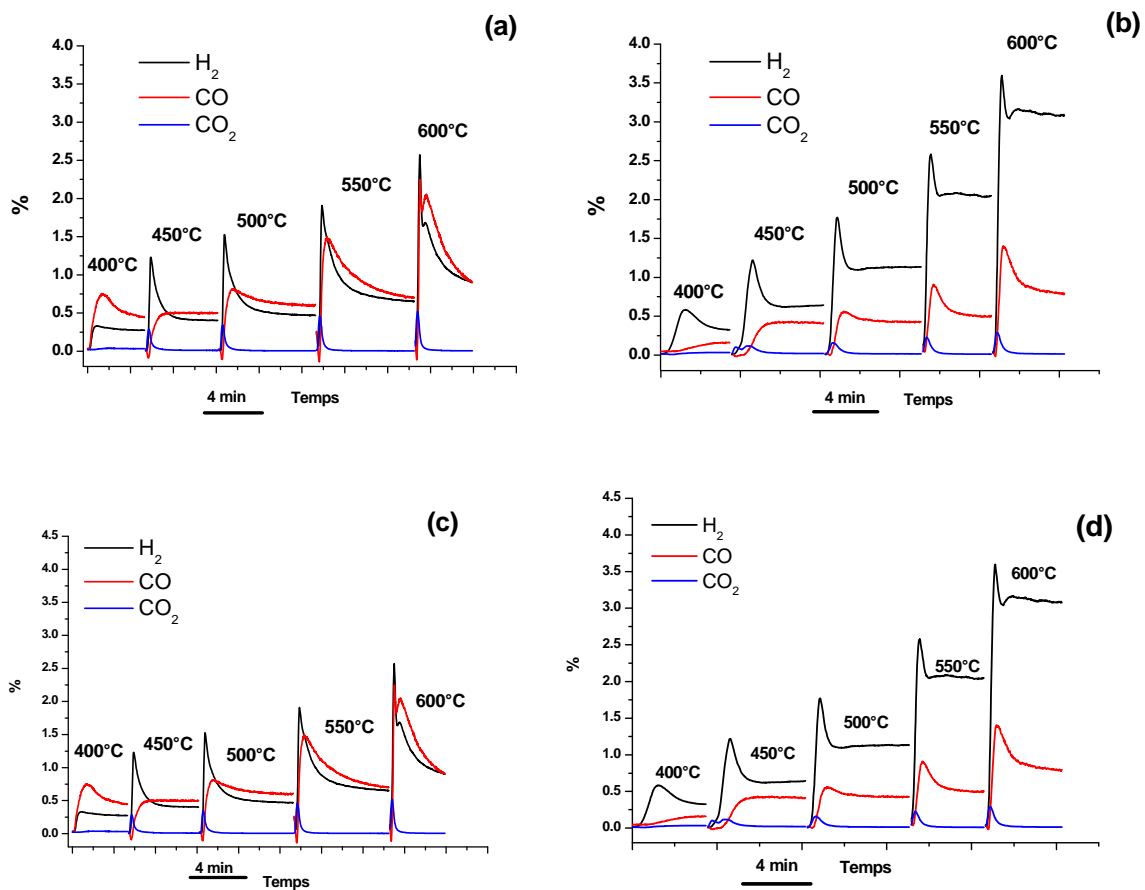 (a)
4.0
3.5
3.0
2.5
2.0
1.5
1.0
0.5
0.0
%
H2
CO
CO2
400°C
450°C
500°C
550°C
600°C
4 min
Temps
(b)
4.0
3.5
3.0
2.5
2.0
1.5
1.0
0.5
0.0
%
H2
CO
CO2
400°C
450°C
500°C
550°C
600°C
4 min
Temps
(c)
4.5
4.0
3.5
3.0
2.5
2.0
1.5
1.0
0.5
0.0
%
H2
CO
CO2
400°C
450°C
500°C
550°C
600°C
4 min
Temps
(d)
4.5
4.0
3.5
3.0
2.5
2.0
1.5
1.0
0.5
0.0
%
H2
CO
CO2
400°C
450°C
500°C
550°C
600°C
4 min
Temps